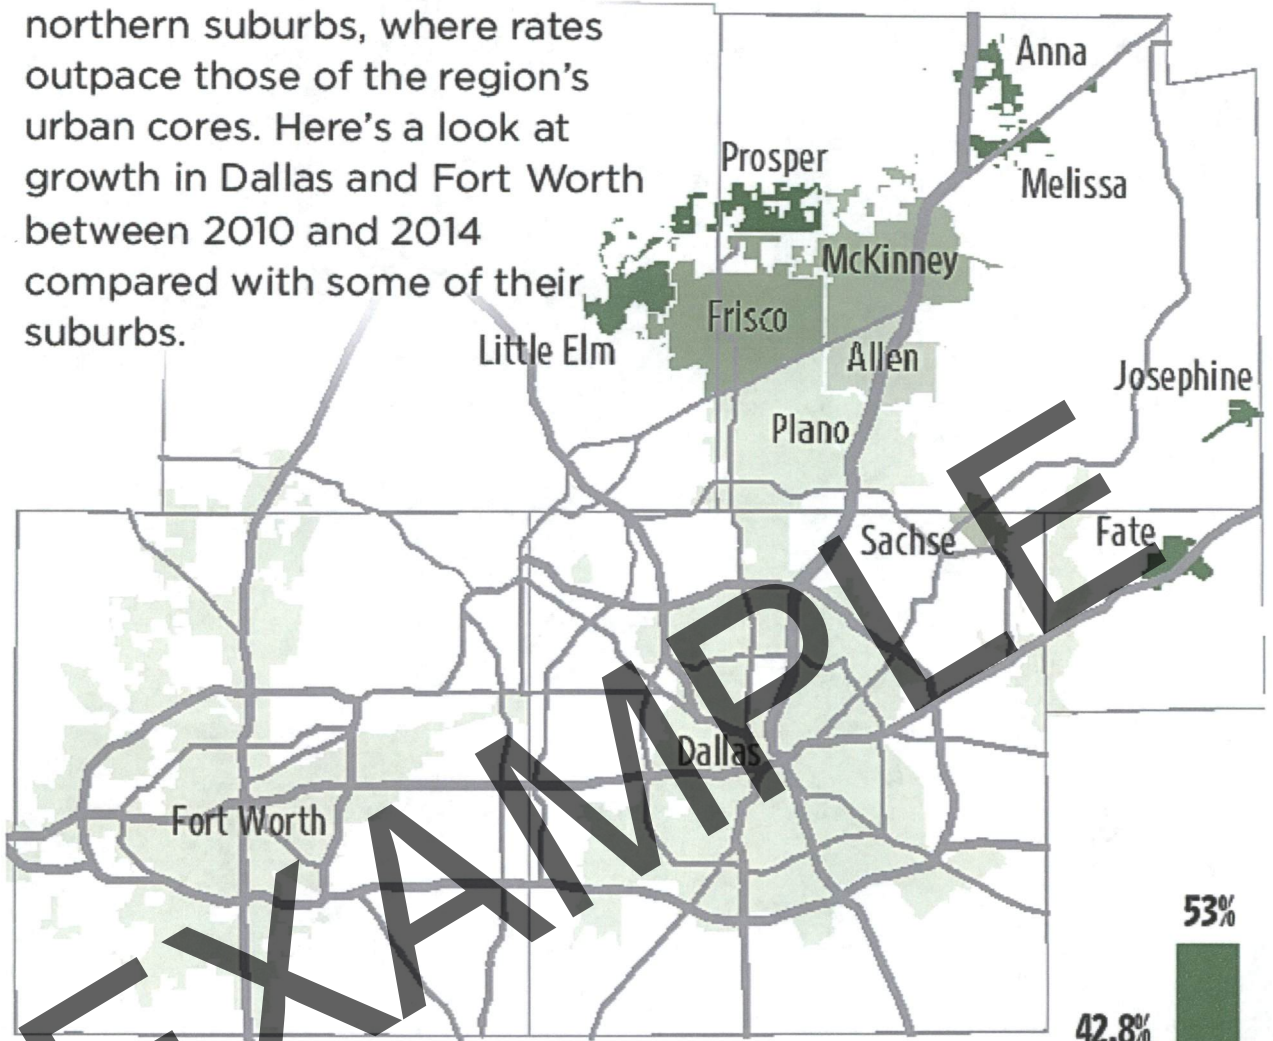 northern suburbs, where rates
outpace those of the region's
urban cores. Here's a look at
growth in Dallas and Fort Worth
between 2010 and 2014
compared with some of their
suburbs.
Anna
Prosper
Melissa
McKinney
Frisco
Little Elm
Allen
Josephine
Plano
Sachse
Fate
Dallas
Fort Worth
53%
42.8%
EXAMPLE